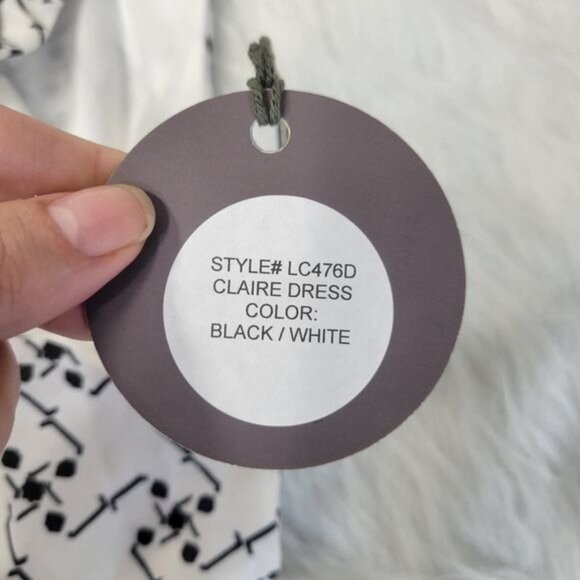 STYLE# LC476D
CLAIRE DRESS
COLOR:
BLACK / WHITE